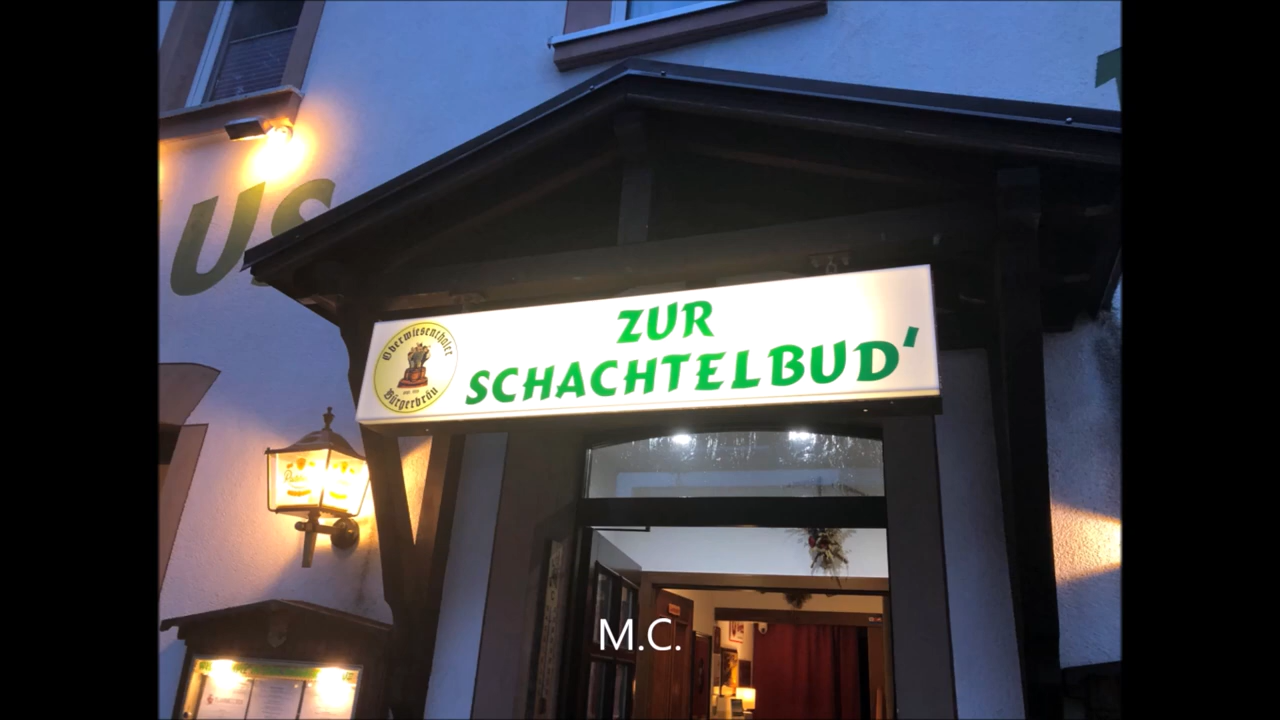 US
ZUR
SCHACHTELBUD'
Oberwiesenthaler
Bürgerbräu
M.C.